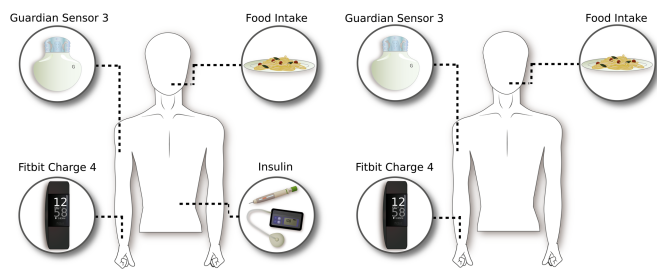 Guardian Sensor 3
Food Intake
Guardian Sensor 3
Food Intake
Fitbit Charge 4
Insulin
Fitbit Charge 4
12
58
12
58